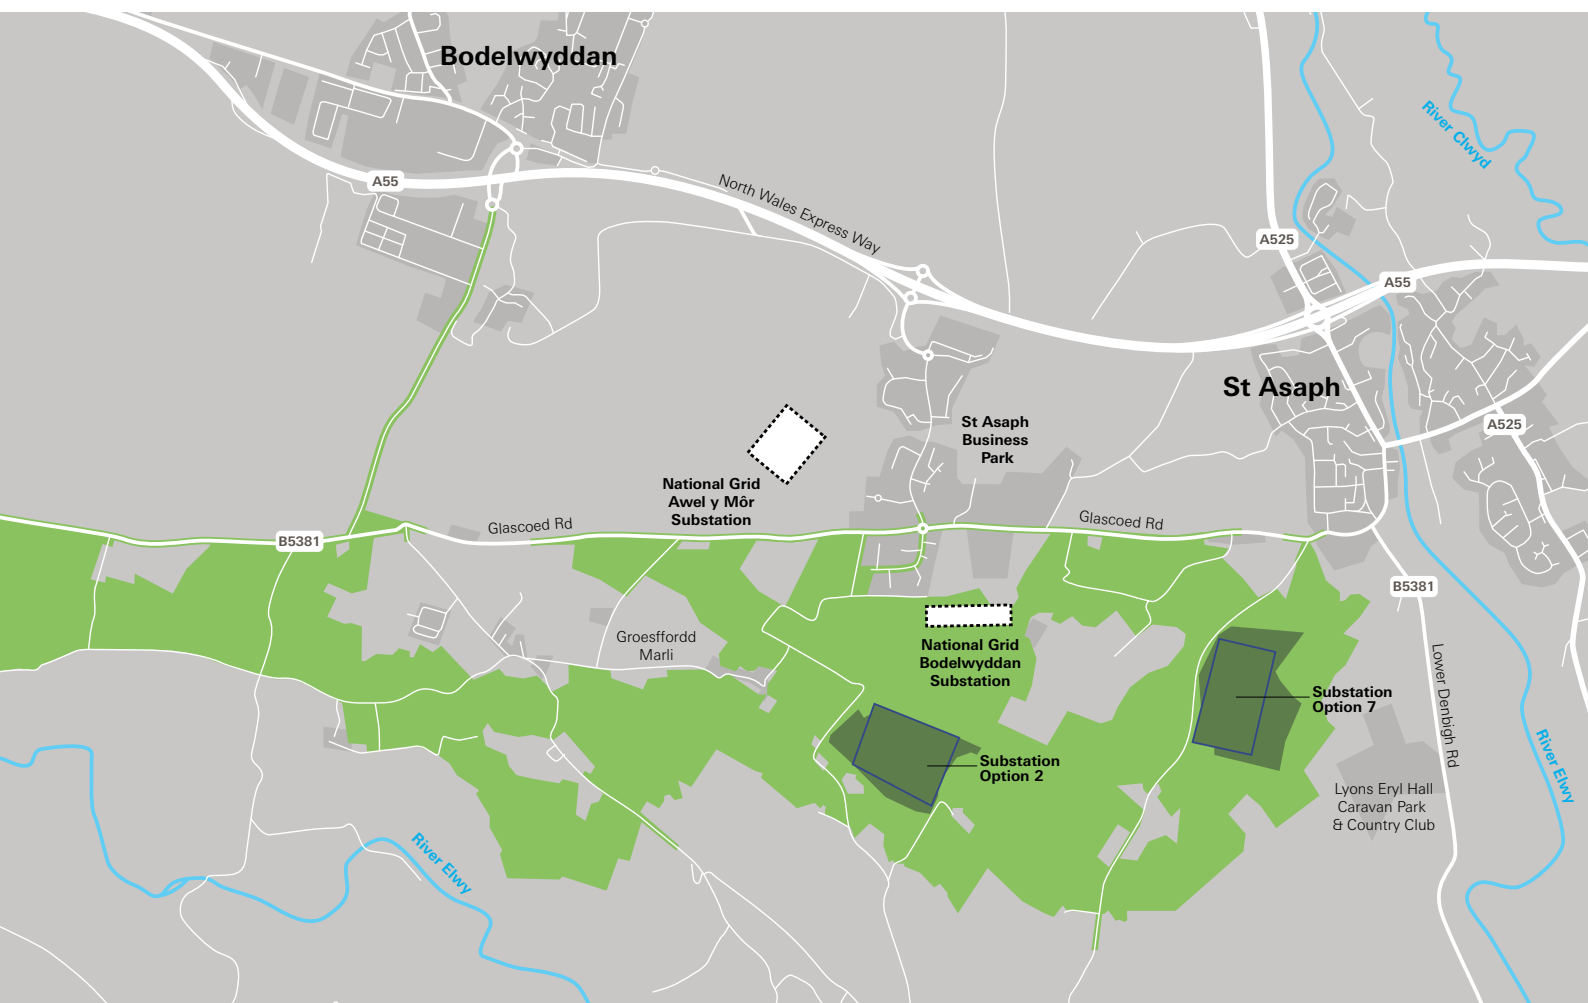 Bodelwyddan
River Clwyd
A55
North Wales Express Way
A525
A55
St Asaph
A525
St Asaph
Business
Park
National Grid
Awel y Môr
Substation
Glascoed Rd
Glascoed Rd
B5381
B5381
National Grid
Bodelwyddan
Substation
Groesffordd
Marli
Lower Denbigh Rd
Substation
Option 7
Substation
Option 2
River Elwy
Lyons Eryl Hall
Caravan Park
& Country Club
River Elwy